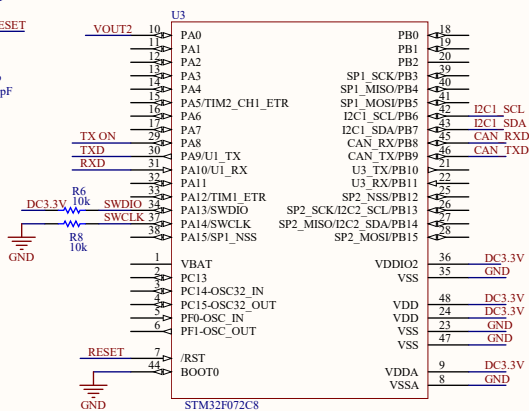 U3
ESET
VOUT2 10 PA0 PB0 18
11 PA1 PB1 19
12 PA2 PB2 20
13 PA3 SP1_SCK/PB3 39
pF
14 PA4 SP1_MISO/PB4 40
15 PA5/TIM2_CH1_ETR SP1_MOSI/PB5 41
16 PA6 I2C1_SCL/PB6 42 I2C1_SCL
17 PA7 I2C1_SDA/PB7 43 I2C1_SDA
TX ON 29 PA8 CAN_RX/PB8 45 CAN_RXD
TXD 30 PA9/U1_TX CAN_TX/PB9 46 CAN_TXD
RXD 31 PA10/U1_RX U3_TX/PB10 21
32 PA11 U3_RX/PB11 22
R6 33 PA12/TIM1_ETR SP2_NSS/PB12 25
DC3.3V 10k SWDIO 34 PA13/SWDIO SP2_SCK/I2C2_SCL/PB13 26
SWCLK 37 PA14/SWCLK SP2_MISO/I2C2_SDA/PB14 27
R8 38 PA15/SP1_NSS SP2_MOSI/PB15 28
10k
GND
1 VBAT VDDIO2 36 DC3.3V
2 PC13 VSS 35 GND
3 PC14-OSC32_IN
4 PC15-OSC32_OUT VDD 48 DC3.3V
5 PF0-OSC_IN VDD 24 DC3.3V
6 PF1-OSC_OUT VSS 23 GND
VSS 47 GND
RESET 7 /RST
44 BOOT0 VDDA 9 DC3.3V
VSSA 8 GND
GND
STM32F072C8